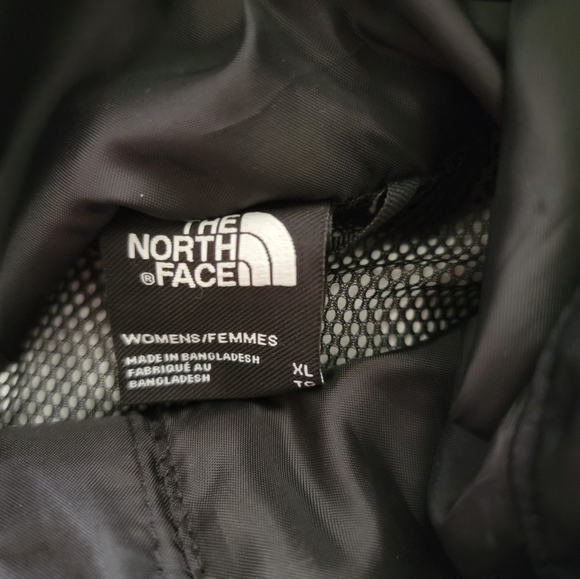 THE
NORTH
FACE
®
WOMENS/FEMMES
MADE IN BANGLADESH
FABRIQUÉ AU
BANGLADESH
XL